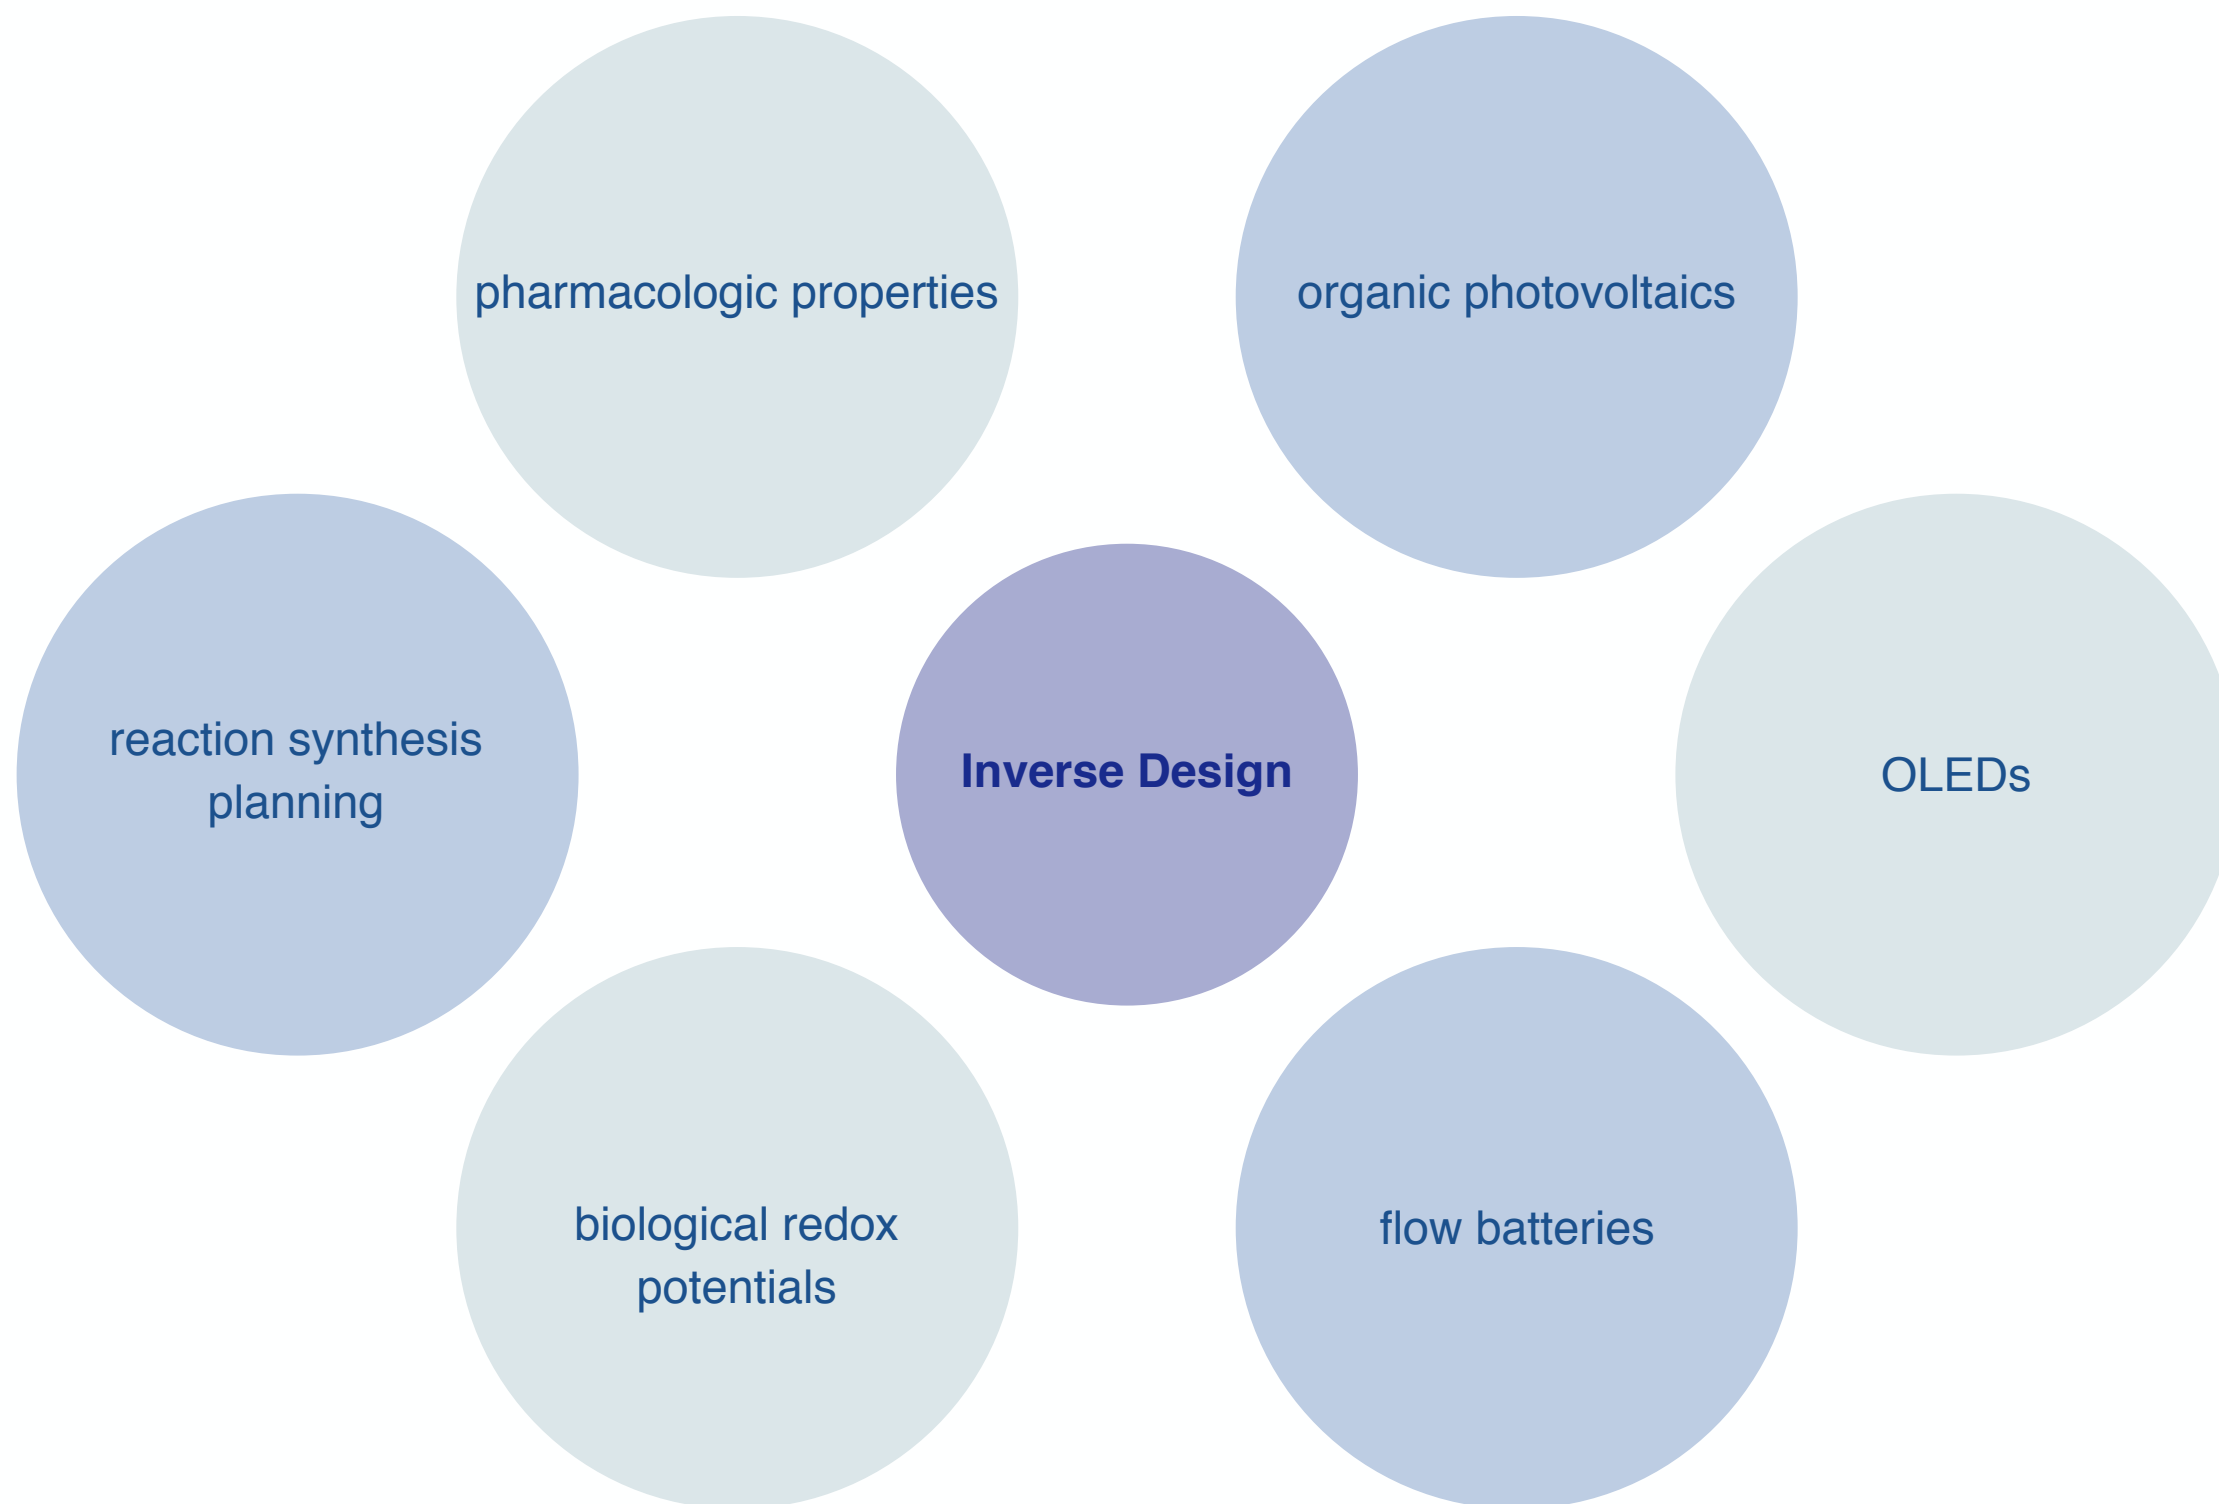 pharmacologic properties
organic photovoltaics
reaction synthesis
planning
Inverse Design
OLEDs
biological redox
potentials
flow batteries